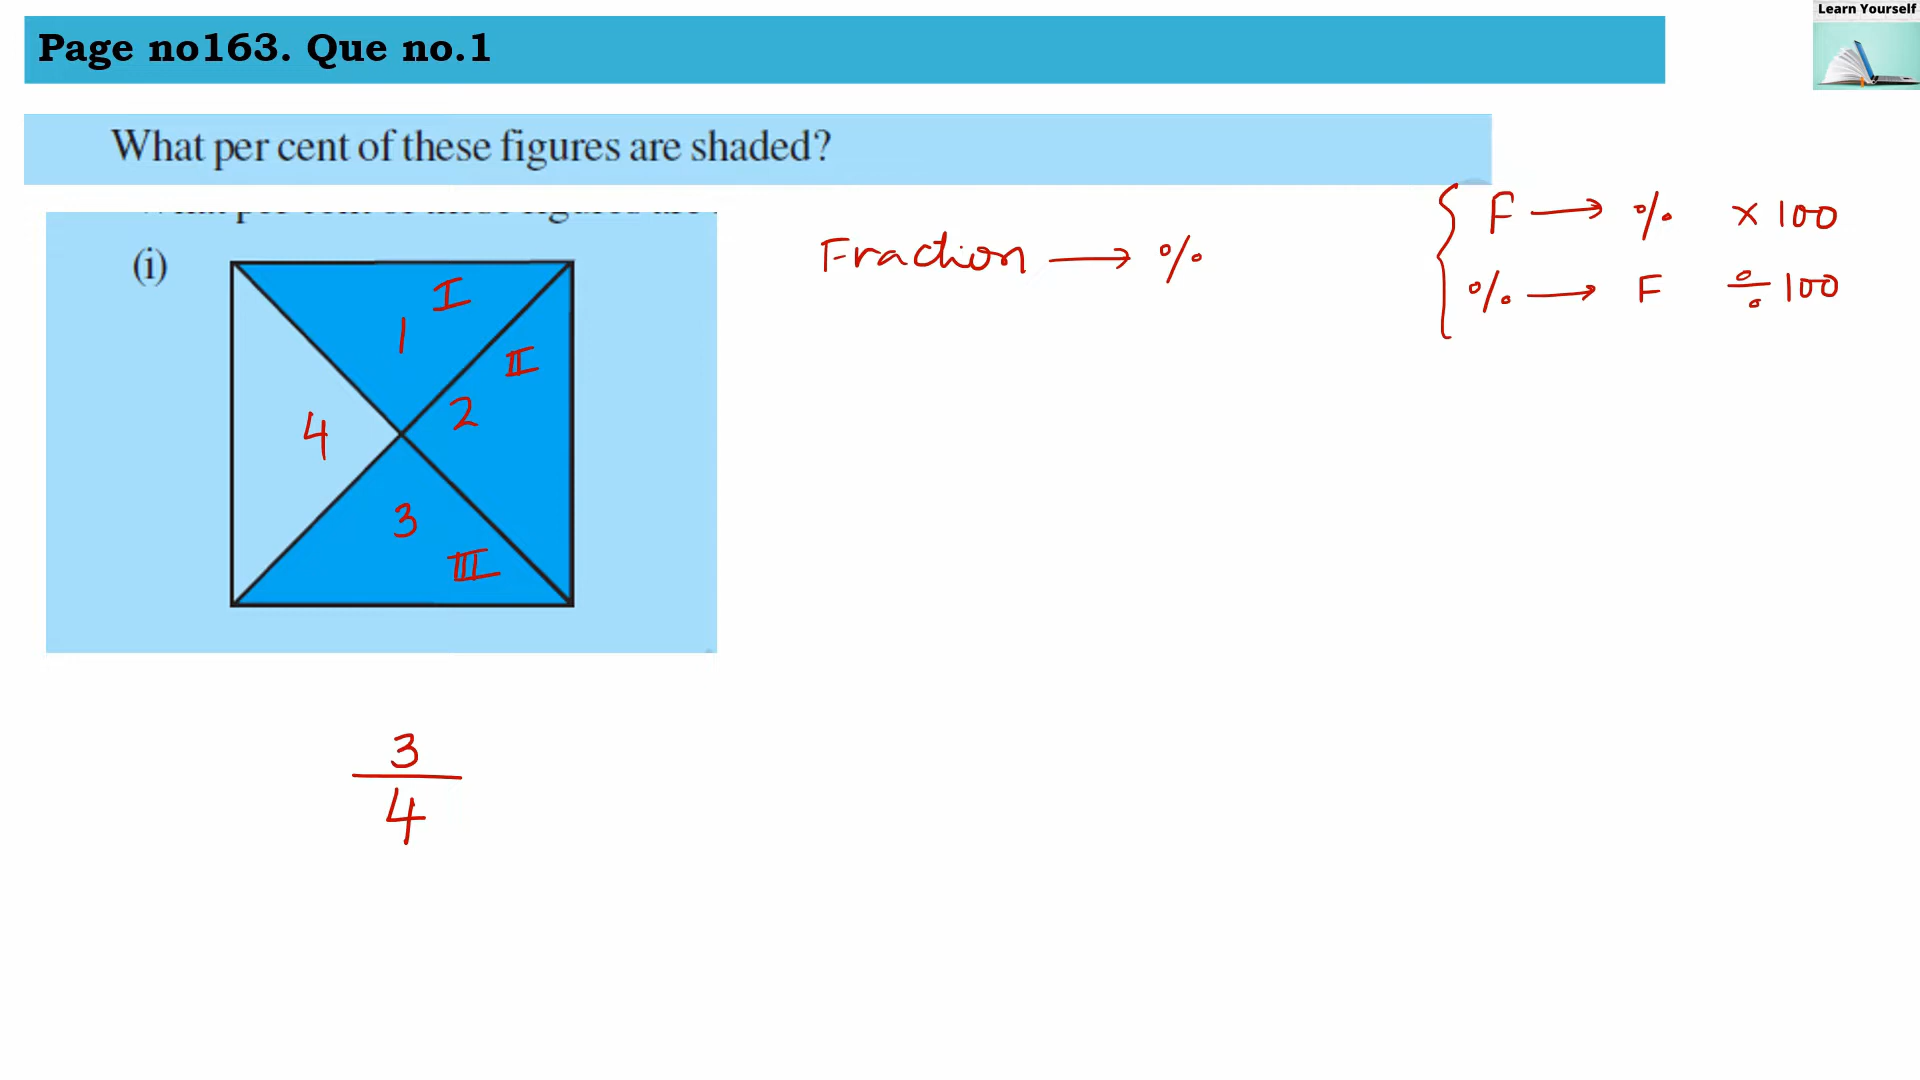 Learn Yourself
Page no163. Que no.1
What per cent of these figures are shaded?
F → % × 100
Fraction → %
% → F ÷ 100
(i)
I
1
II
2
4
3
III
3
4